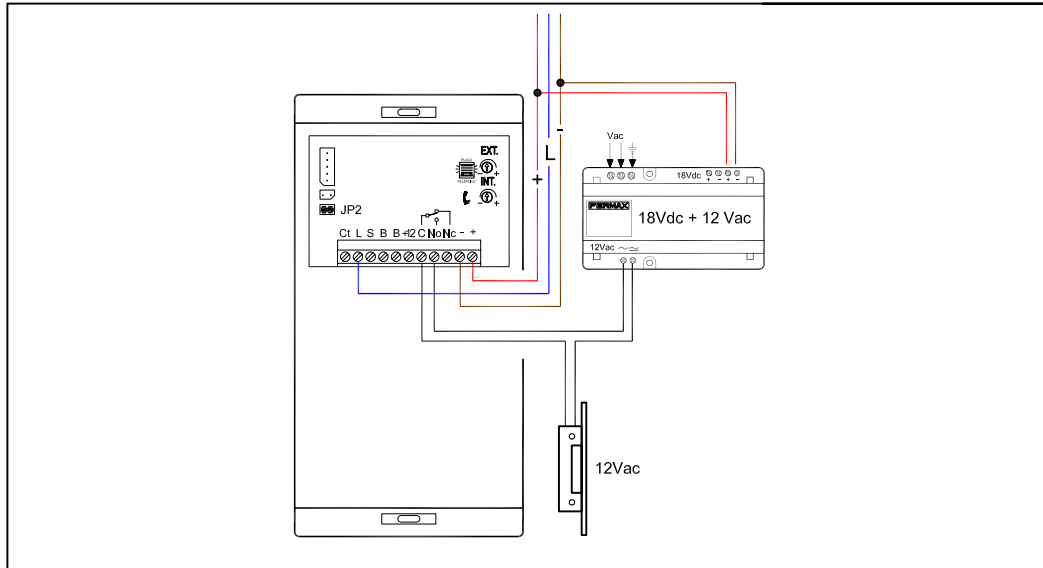 EXT.
INT.
JP2
Ct L S B B +12 C No Nc - +
+
L
-
Vac
18Vdc + - + -
FERMAX
18Vdc + 12 Vac
12Vac
12Vac